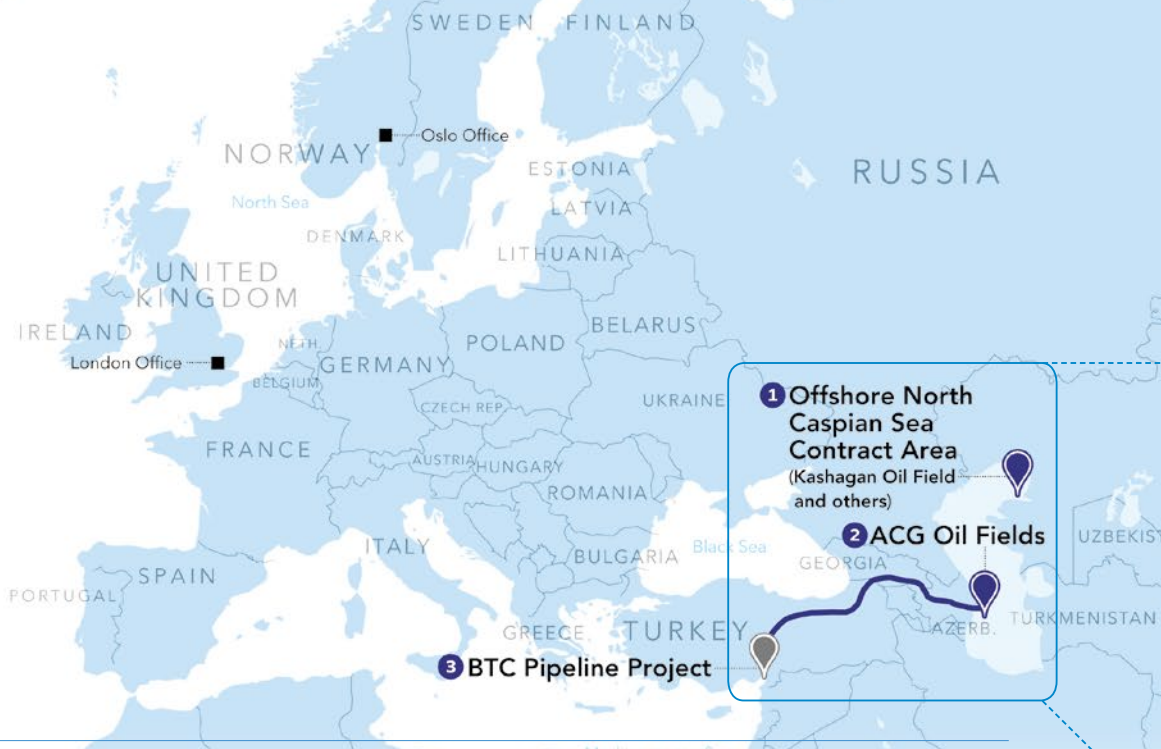 SWEDEN
FINLAND
Oslo Office
NORWAY
ESTONIA
RUSSIA
North Sea
LATVIA
DENMARK
LITHUANIA
UNITED
KINGDOM
IRELAND
NETH.
BELARUS
POLAND
London Office
GERMANY
BELGIUM
UKRAINE
1 Offshore North
Caspian Sea
Contract Area
(Kashagan Oil Field
and others)
CZECH REP.
FRANCE
AUSTRIA
HUNGARY
ROMANIA
2 ACG Oil Fields
UZBEKIS
ITALY
BULGARIA
Black Sea
GEORGIA
SPAIN
PORTUGAL
GREECE
TURKEY
AZERB.
TURKMENISTAN
3 BTC Pipeline Project